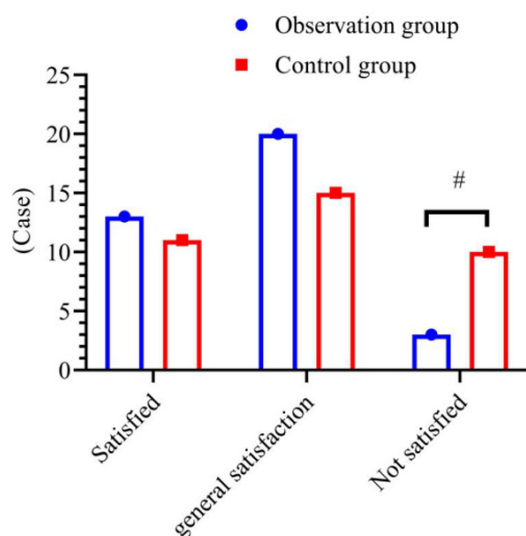 Observation group
Control group
25
20
15
10
5
0
(Case)
#
Satisfied
general satisfaction
Not satisfied